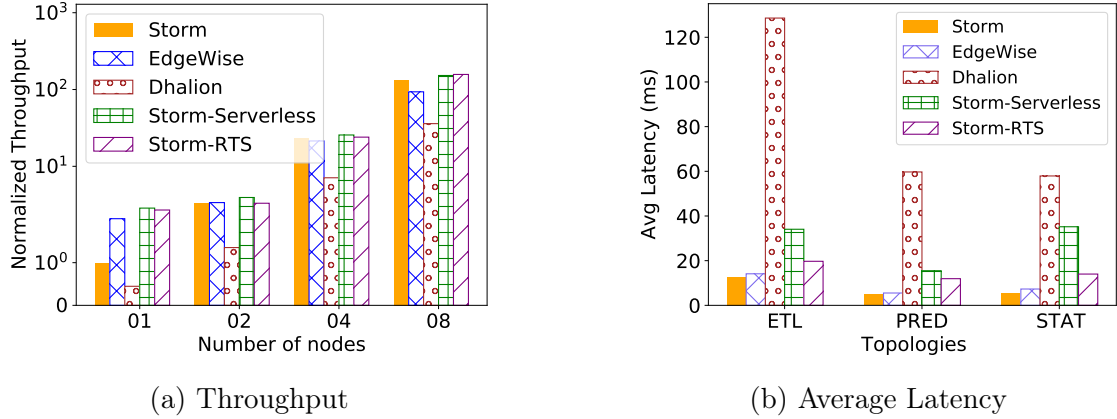 10³
10²
10¹
10⁰
0
Normalized Throughput
Storm
EdgeWise
Dhalion
Storm-Serverless
Storm-RTS
01 02 04 08
Number of nodes
(a) Throughput
120
100
80
60
40
20
0
Avg Latency (ms)
Storm
EdgeWise
Dhalion
Storm-Serverless
Storm-RTS
ETL PRED STAT
Topologies
(b) Average Latency